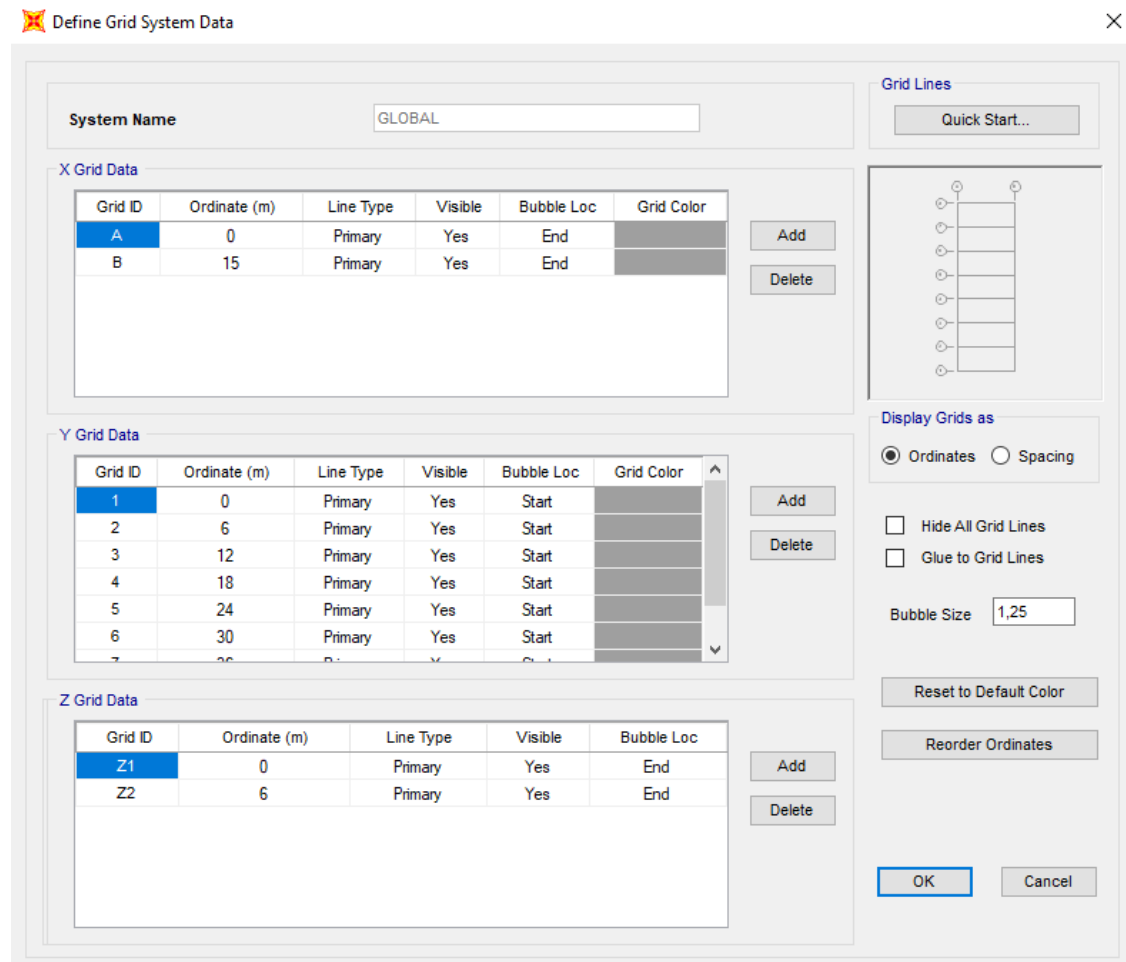 Define Grid System Data
System Name GLOBAL
Grid Lines
Quick Start...
X Grid Data
Grid ID Ordinate (m) Line Type Visible Bubble Loc Grid Color
A 0 Primary Yes End
B 15 Primary Yes End
Add
Delete
Y Grid Data
Grid ID Ordinate (m) Line Type Visible Bubble Loc Grid Color
1 0 Primary Yes Start
2 6 Primary Yes Start
3 12 Primary Yes Start
4 18 Primary Yes Start
5 24 Primary Yes Start
6 30 Primary Yes Start
Add
Delete
Display Grids as
Ordinates Spacing
Hide All Grid Lines
Glue to Grid Lines
Bubble Size 1,25
Z Grid Data
Grid ID Ordinate (m) Line Type Visible Bubble Loc
Z1 0 Primary Yes End
Z2 6 Primary Yes End
Add
Delete
Reset to Default Color
Reorder Ordinates
OK Cancel